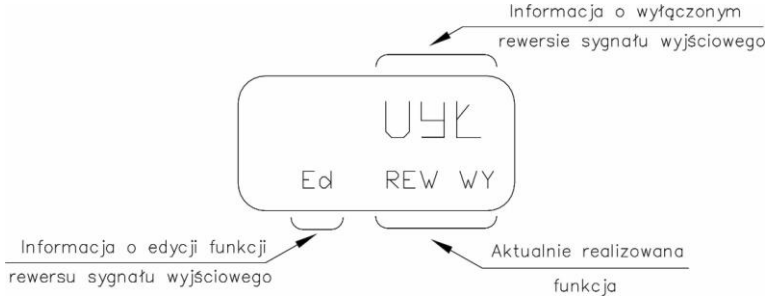 Informacja o wyłączonym
rewersie sygnału wyjściowego
UYŁ
Ed REW WY
Informacja o edycji funkcji
rewersu sygnału wyjściowego
Aktualnie realizowana
funkcja